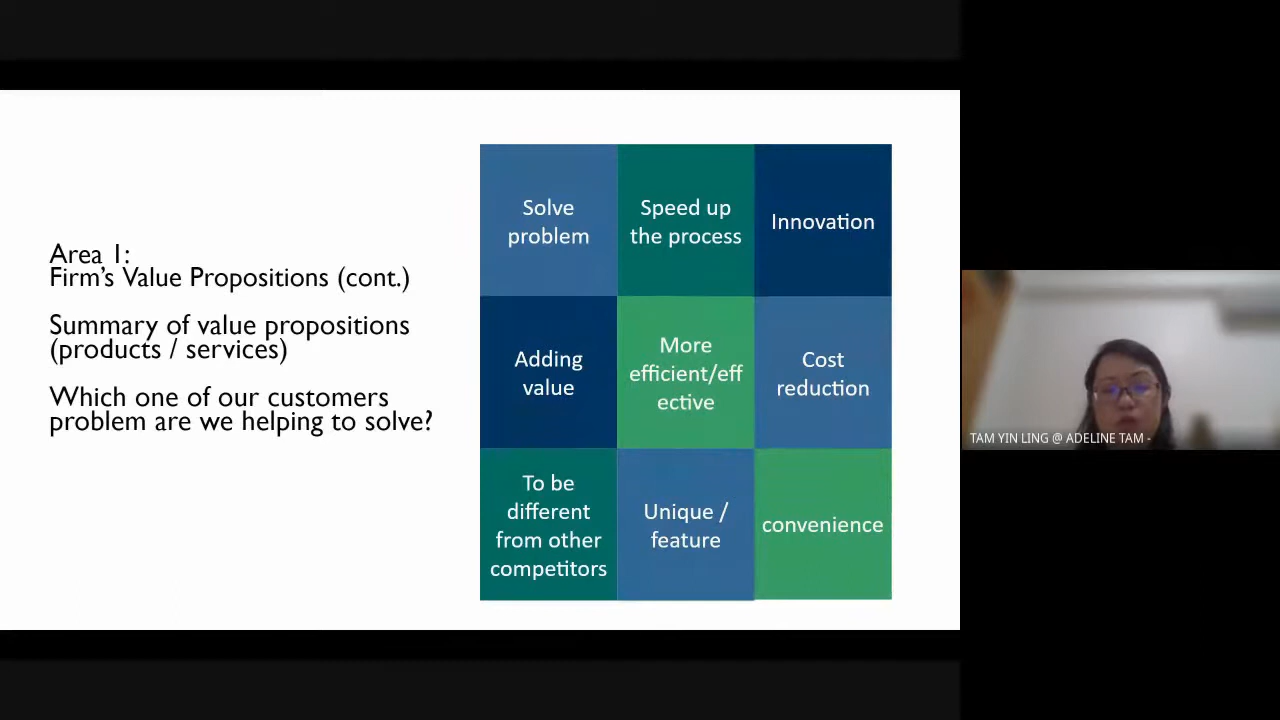 Area 1:
Firm's Value Propositions (cont.)
Summary of value propositions
(products / services)
Which one of our customers
problem are we helping to solve?
Solve
problem
Speed up
the process
Innovation
Adding
value
More
efficient/eff
ective
Cost
reduction
To be
different
from other
competitors
Unique /
feature
convenience
TAM YIN LING @ ADELINE TAM -